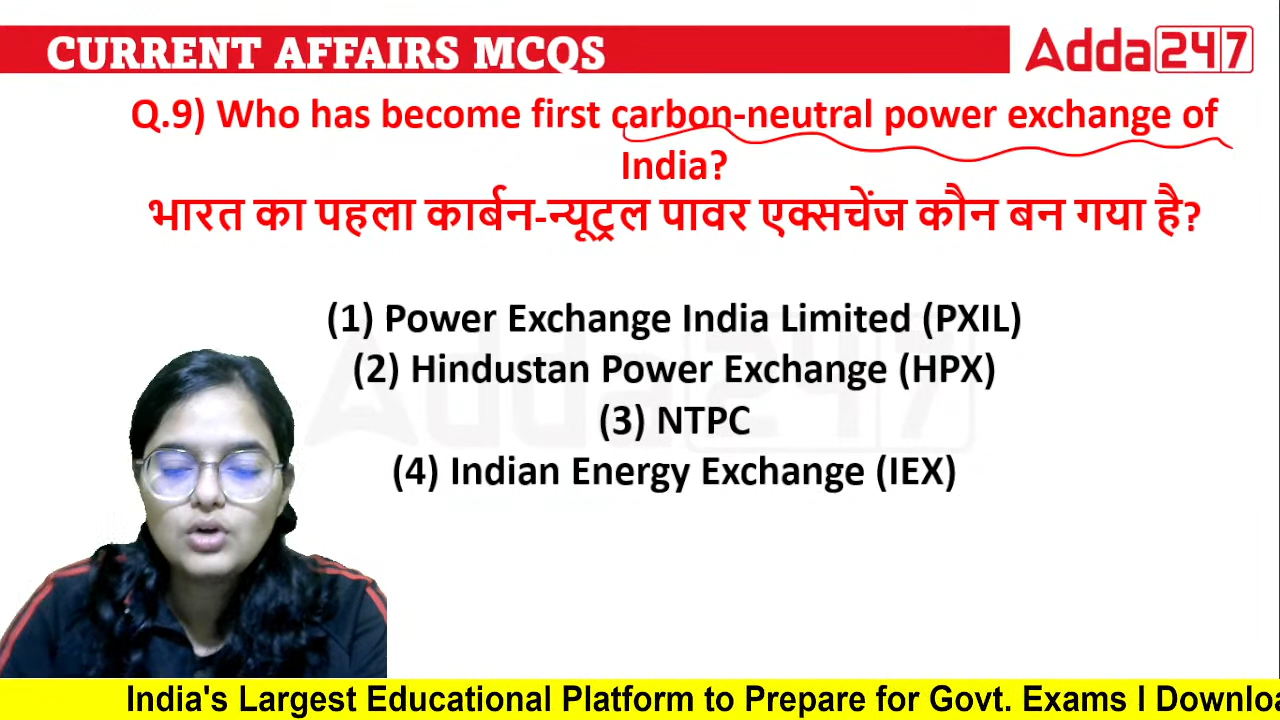 CURRENT AFFAIRS MCQS
Adda247
Q.9) Who has become first carbon-neutral power exchange of
India?
भारत का पहला कार्बन-न्यूट्रल पावर एक्सचेंज कौन बन गया है?
(1) Power Exchange India Limited (PXIL)
(2) Hindustan Power Exchange (HPX)
(3) NTPC
(4) Indian Energy Exchange (IEX)
Adda247
India's Largest Educational Platform to Prepare for Govt. Exams I Downloa